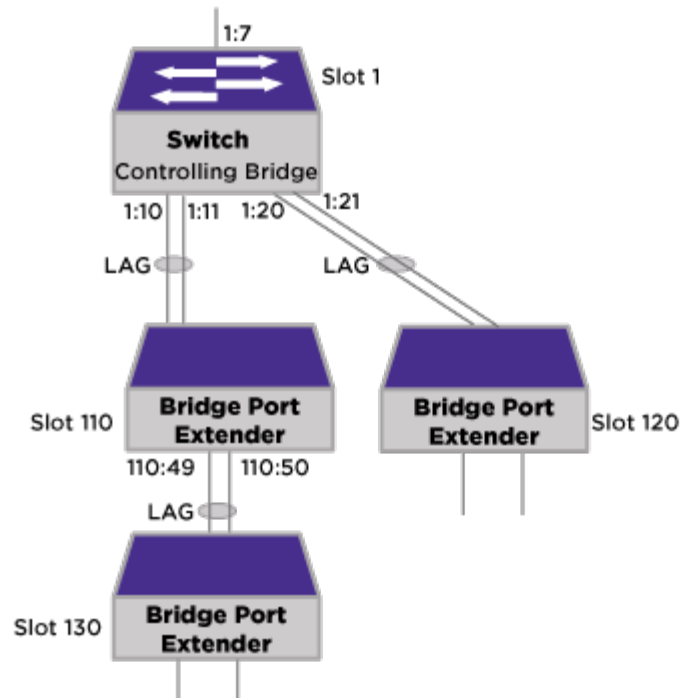 1:7
Slot 1
Switch
Controlling Bridge
1:10
1:11
1:20
1:21
LAG
LAG
Slot 110
Bridge Port
Extender
Bridge Port
Extender
Slot 120
110:49
110:50
LAG
Slot 130
Bridge Port
Extender